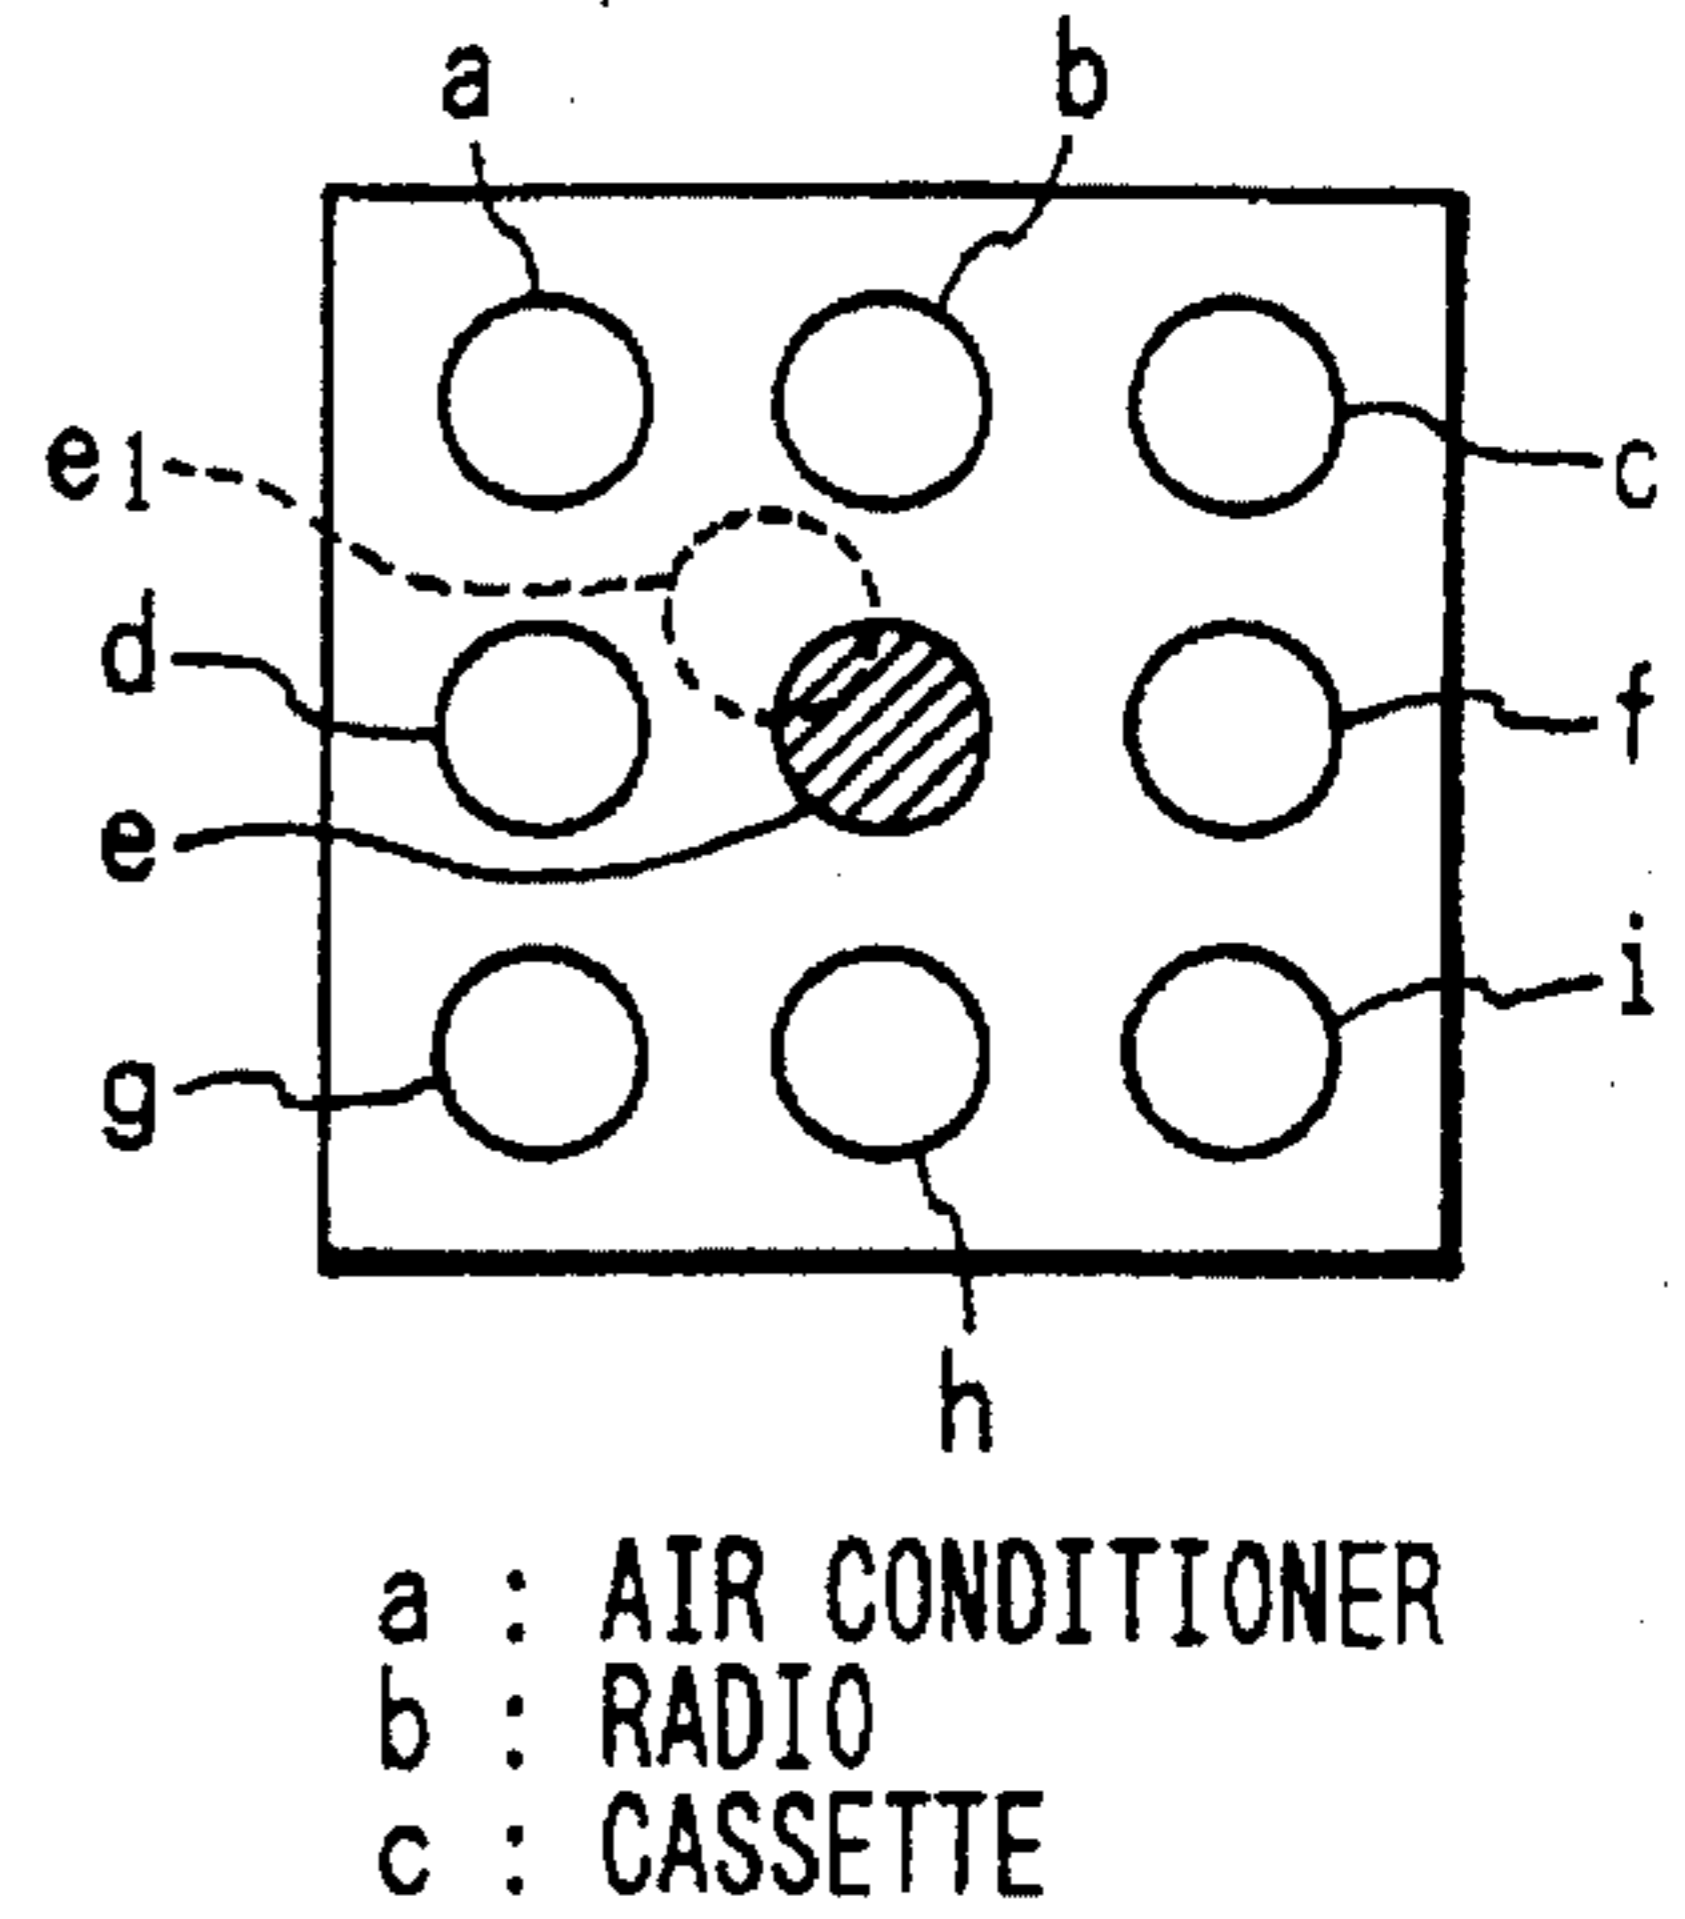 a b
c
e1
d
f
e
i
g
h
a : AIR CONDITIONER
b : RADIO
c : CASSETTE